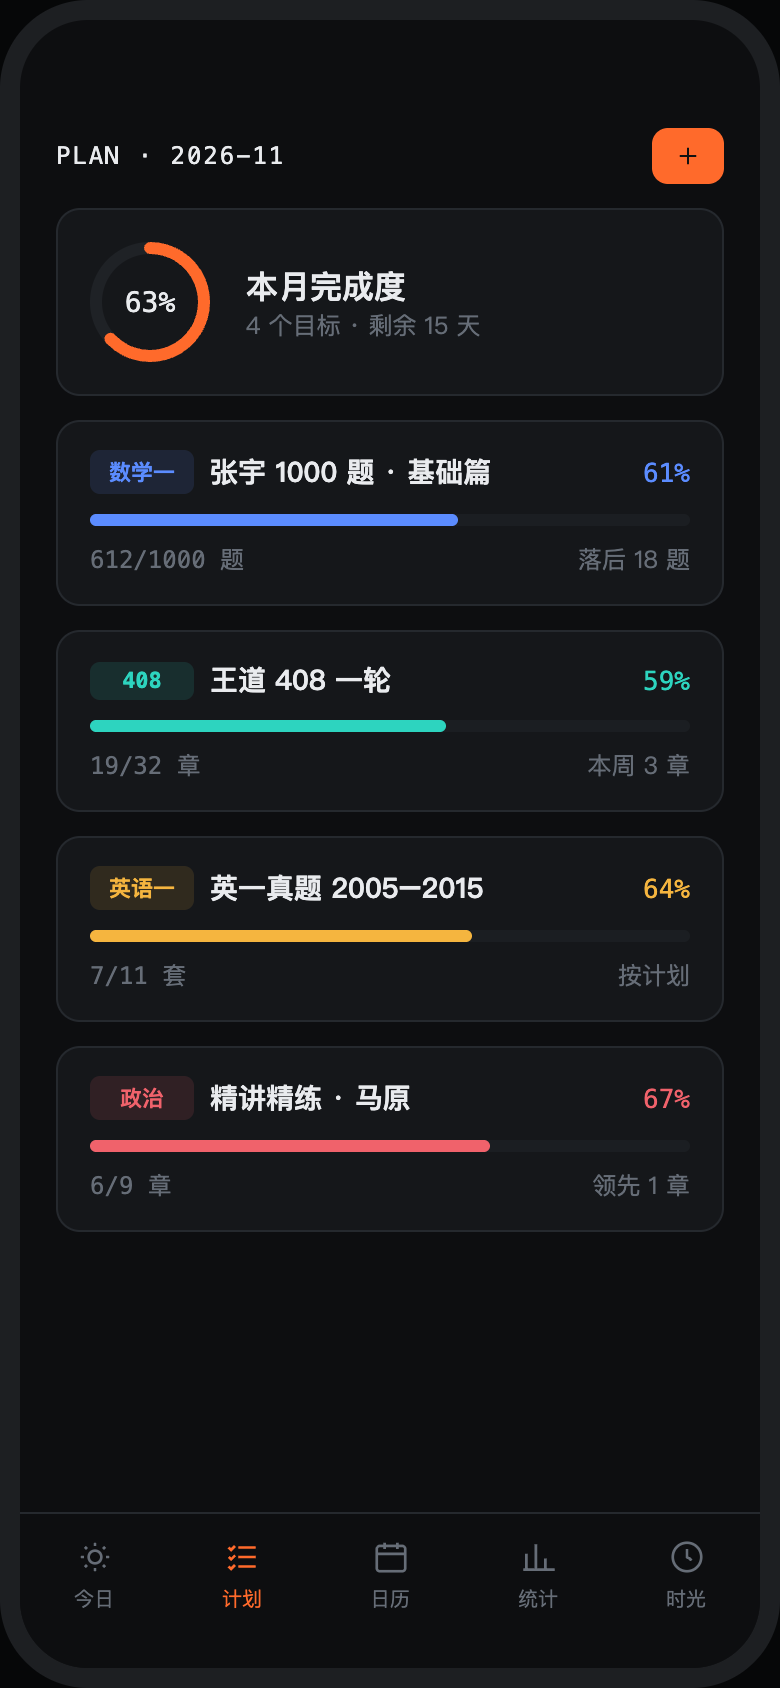 PLAN · 2026-11
+
63%
本月完成度
4 个目标 · 剩余 15 天
数学一 张宇 1000 题 · 基础篇 61%
612/1000 题 落后 18 题
408 王道 408 一轮 59%
19/32 章 本周 3 章
英语一 英一真题 2005—2015 64%
7/11 套 按计划
政治 精讲精练 · 马原 67%
6/9 章 领先 1 章
今日 计划 日历 统计 时光